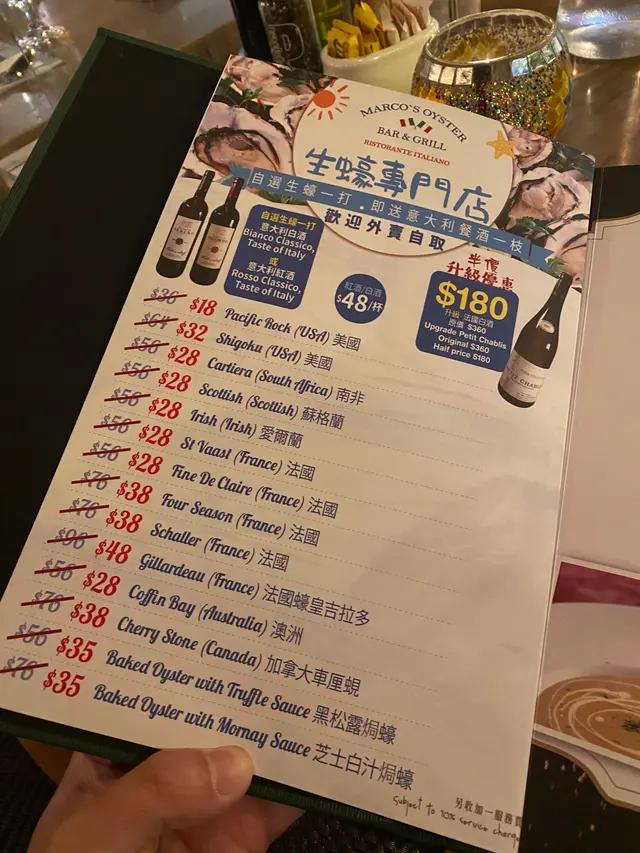 MARCO'S OYSTER
BAR & GRILL
RISTORANTE ITALIANO
生蠔專門店
自選生蠔一打，即送意大利餐酒一枝
歡迎外賣自取
自選生蠔一打
意大利白酒
Bianco Classico,
Taste of Italy
或
意大利紅酒
Rosso Classico,
Taste of Italy
紅酒/白酒
$48/杯
半價
升級優惠
$180
升級 法國白酒
原價 $360
Upgrade Petit Chablis
Original $360
Half price $180
$36 $18 Pacific Rock (USA) 美國
$64 $32 Shigoku (USA) 美國
$56 $28 Cartiera (South Africa) 南非
$56 $28 Scottish (Scottish) 蘇格蘭
$56 $28 Irish (Irish) 愛爾蘭
$56 $28 St Vaast (France) 法國
$56 $28 Fine De Claire (France) 法國
$76 $38 Four Season (France) 法國
$76 $38 Schaller (France) 法國
$96 $48 Gillardeau (France) 法國蠔皇吉拉多
$56 $28 Coffin Bay (Australia) 澳洲
$76 $38 Cherry Stone (Canada) 加拿大車厘蜆
$58 $35 Baked Oyster with Truffle Sauce 黑松露焗蠔
$76 $35 Baked Oyster with Mornay Sauce 芝士白汁焗蠔
另收加一服務費
Subject to 10% service charge